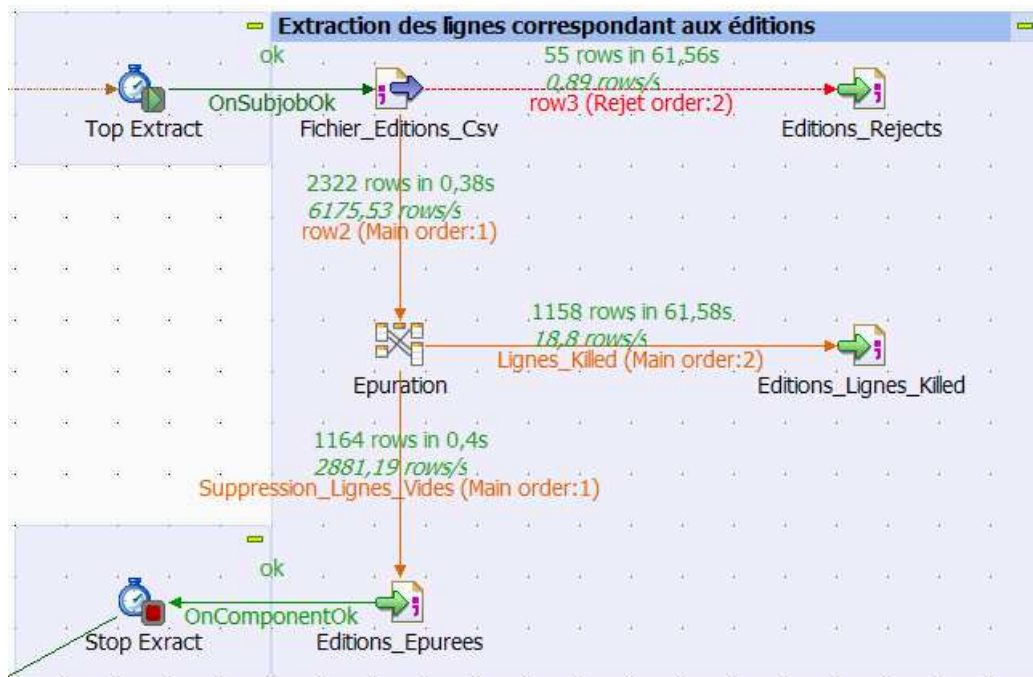 Extraction des lignes correspondant aux éditions
ok
55 rows in 61,56s
0,89 rows/s
OnSubjobOk
row3 (Rejet order:2)
Top Extract
Fichier_Editions_Csv
Editions_Rejects
2322 rows in 0,38s
6175,53 rows/s
row2 (Main order:1)
1158 rows in 61,58s
18,8 rows/s
Lignes_Killed (Main order:2)
Epuration
Editions_Lignes_Killed
1164 rows in 0,4s
2881,19 rows/s
Suppression_Lignes_Vides (Main order:1)
ok
OnComponentOk
Stop Exract
Editions_Epurees